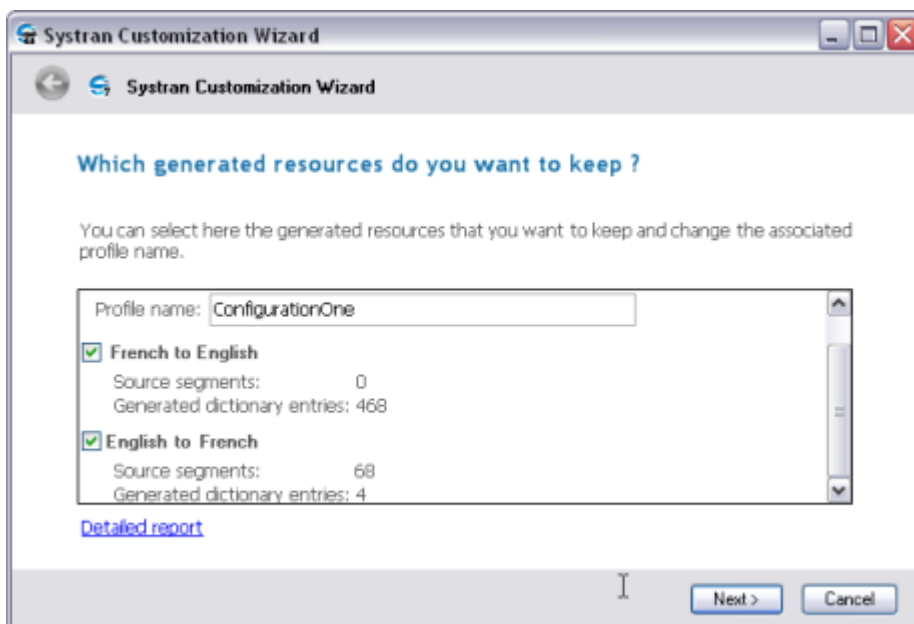 Systran Customization Wizard
Systran Customization Wizard
Which generated resources do you want to keep ?
You can select here the generated resources that you want to keep and change the associated
profile name.
Profile name: ConfigurationOne
French to English
Source segments: 0
Generated dictionary entries: 468
English to French
Source segments: 68
Generated dictionary entries: 4
Detailed report
Next > Cancel